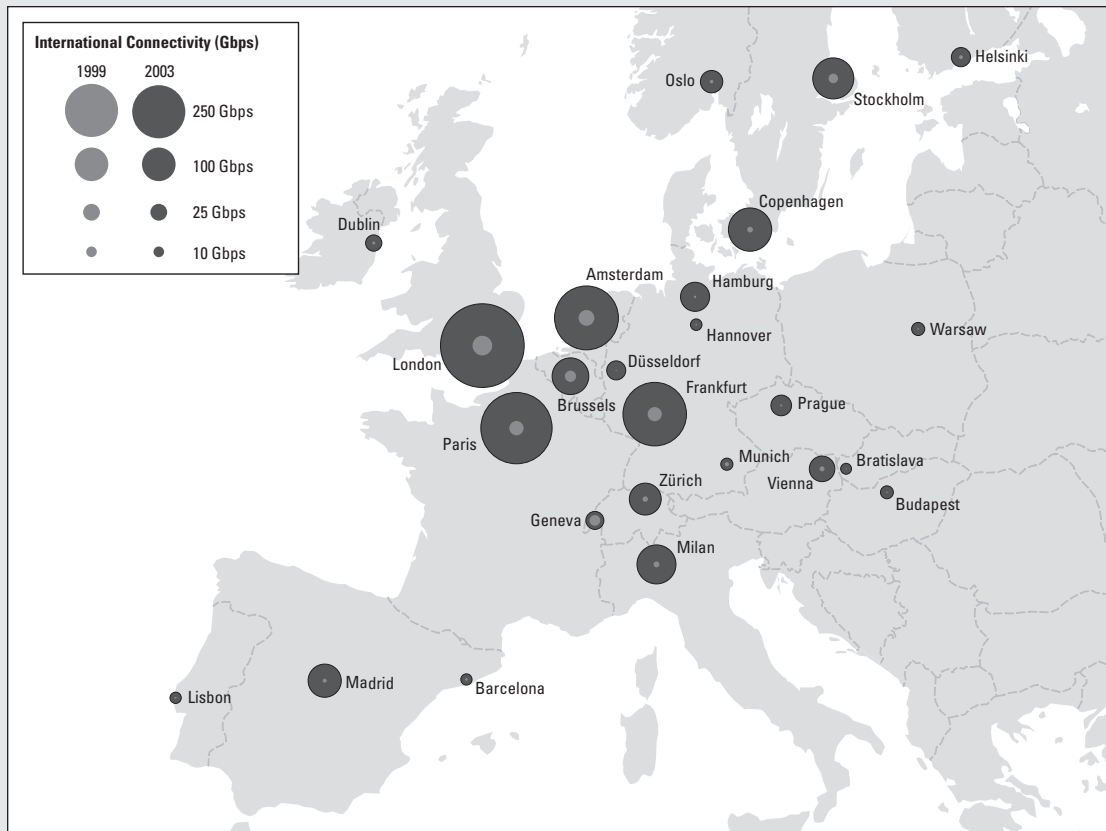 International Connectivity (Gbps)
1999 2003
250 Gbps
100 Gbps
25 Gbps
10 Gbps
Helsinki
Oslo
Stockholm
Copenhagen
Dublin
Amsterdam
Hamburg
Hannover
Warsaw
London
Düsseldorf
Frankfurt
Brussels
Prague
Paris
Munich
Bratislava
Vienna
Zürich
Budapest
Geneva
Milan
Madrid
Barcelona
Lisbon